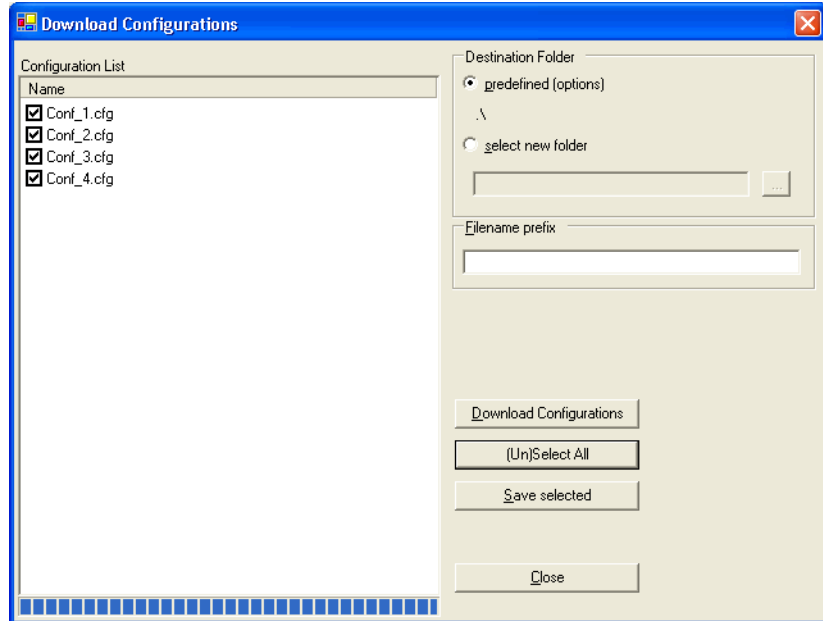 Download Configurations
Configuration List
Name
Conf_1.cfg
Conf_2.cfg
Conf_3.cfg
Conf_4.cfg
Destination Folder
predefined (options)
.\
select new folder
...
Filename prefix
Download Configurations
(Un)Select All
Save selected
Close